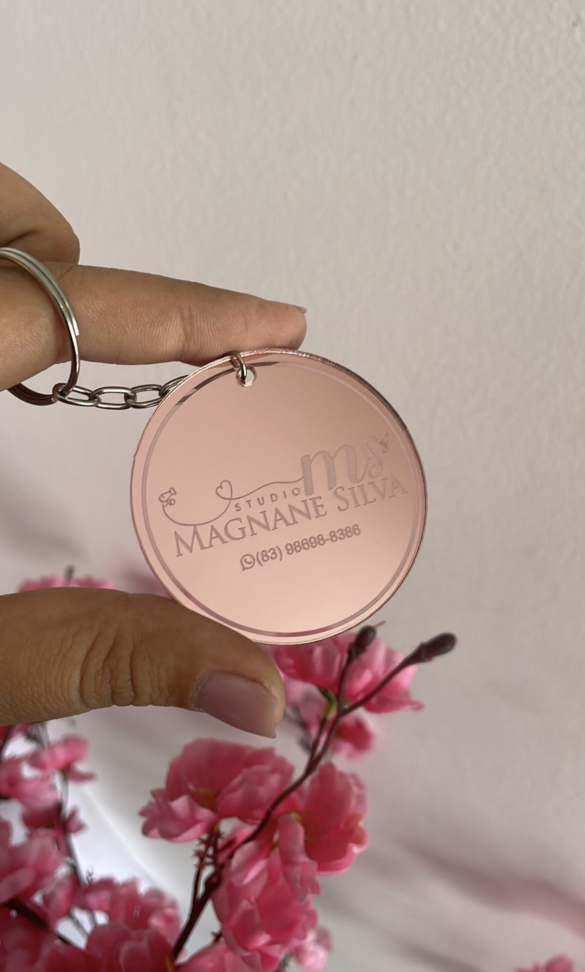 ms
STUDIO
MAGNANE SILVA
(83) 98698-8386